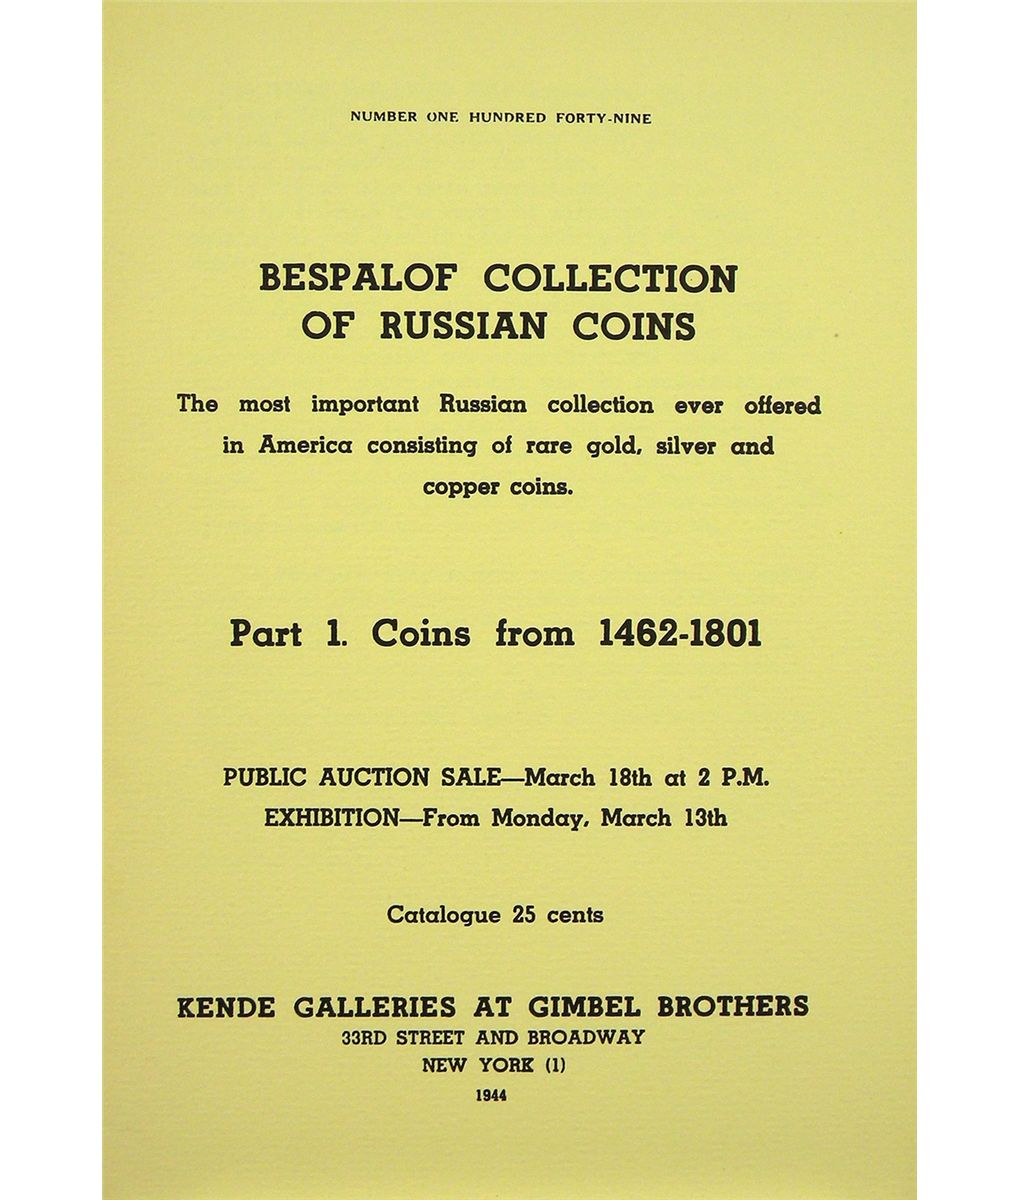 NUMBER ONE HUNDRED FORTY-NINE
BESPALOF COLLECTION
OF RUSSIAN COINS
The most important Russian collection ever offered
in America consisting of rare gold, silver and
copper coins.
Part 1. Coins from 1462-1801
PUBLIC AUCTION SALE—March 18th at 2 P.M.
EXHIBITION—From Monday, March 13th
Catalogue 25 cents
KENDE GALLERIES AT GIMBEL BROTHERS
33RD STREET AND BROADWAY
NEW YORK (1)
1944